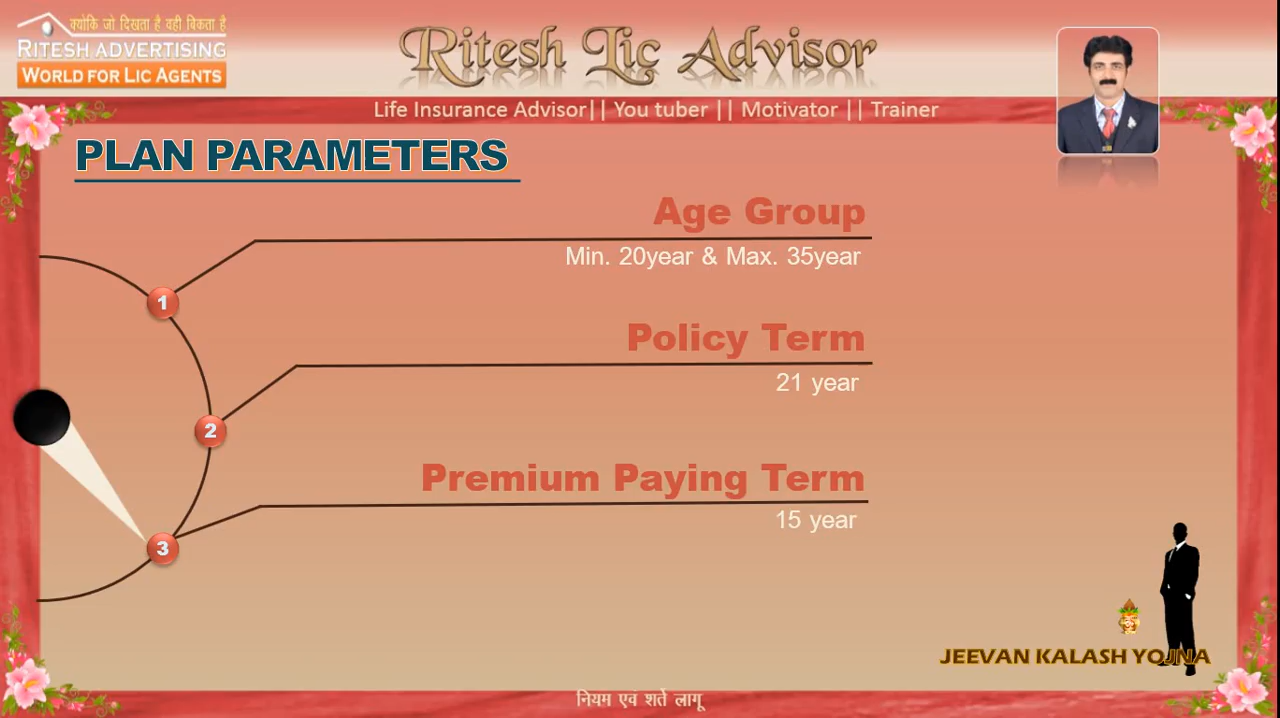 क्योकि जो दिखता है वही बिकता है
RITESH ADVERTISING
WORLD FOR LIC AGENTS
Ritesh Lic Advisor
Life Insurance Advisor|| You tuber || Motivator || Trainer
PLAN PARAMETERS
Age Group
Min. 20year & Max. 35year
1
Policy Term
21 year
2
Premium Paying Term
15 year
3
JEEVAN KALASH YOJNA
नियम एवं शर्ते लागू